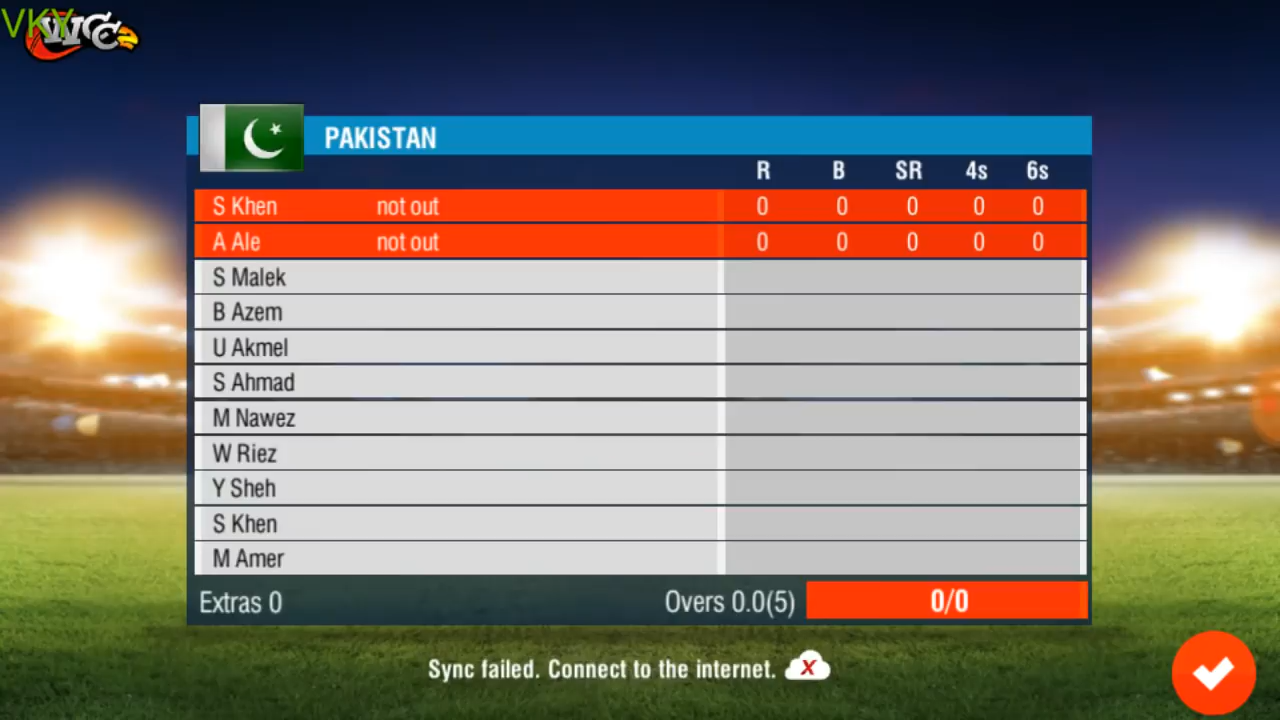 VKY
WCC
PAKISTAN
R B SR 4s 6s
S Khen not out 0 0 0 0 0
A Ale not out 0 0 0 0 0
S Malek
B Azem
U Akmel
S Ahmad
M Nawez
W Riez
Y Sheh
S Khen
M Amer
Extras 0 Overs 0.0(5) 0/0
Sync failed. Connect to the internet. X